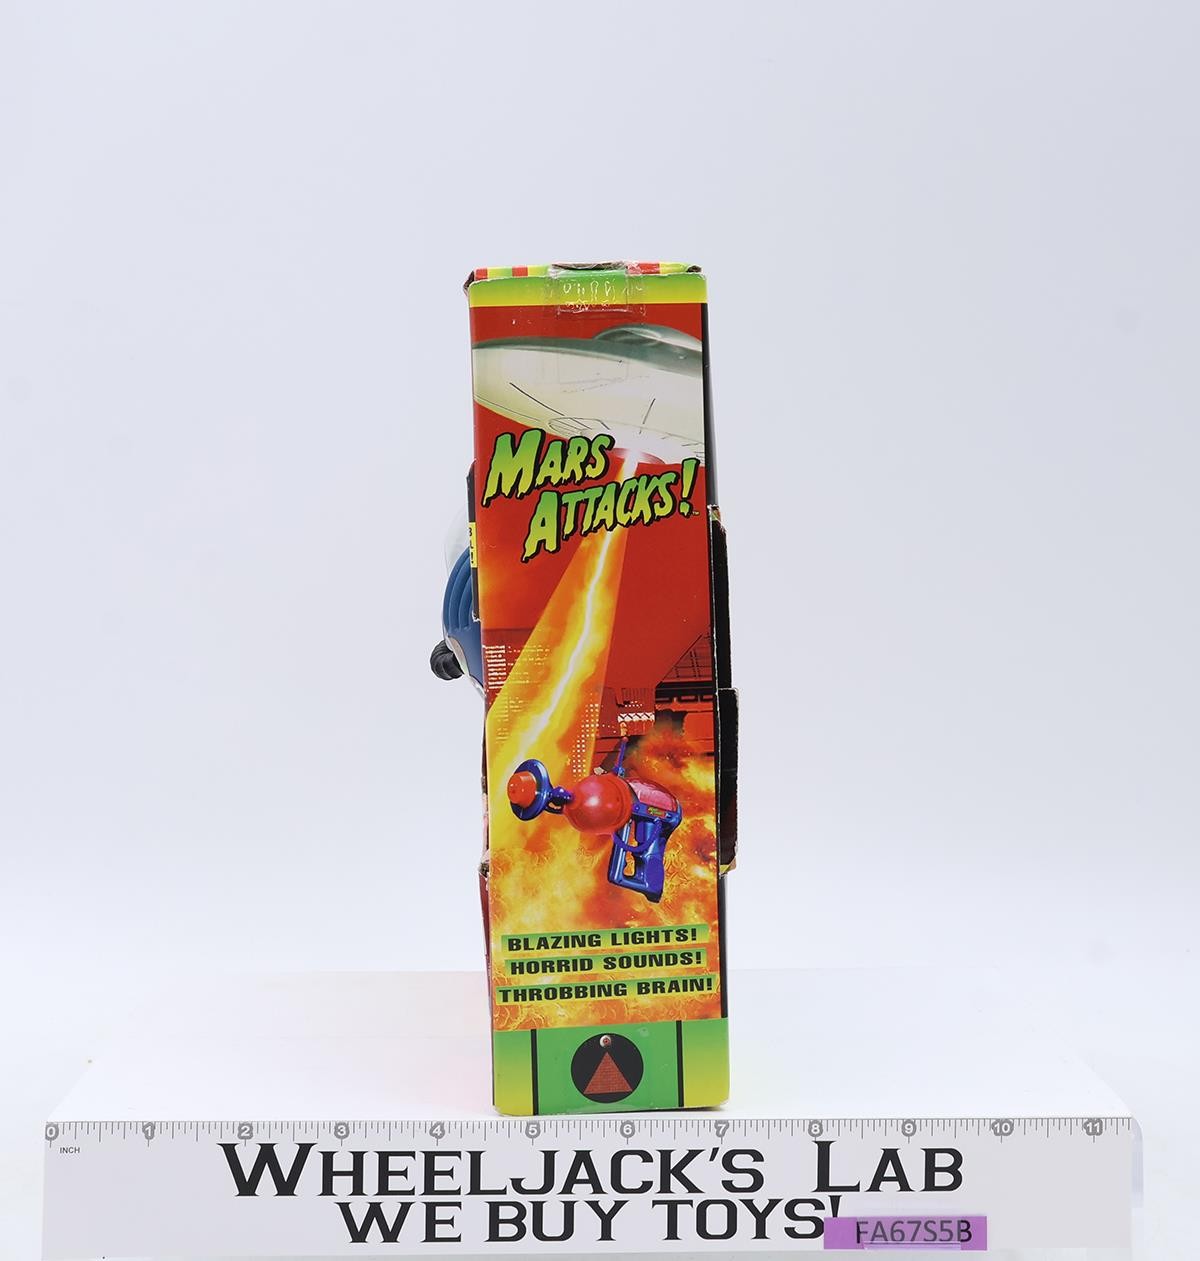 MARS
ATTACKS!
BLAZING LIGHTS!
HORRID SOUNDS!
THROBBING BRAIN!
0 1 2 3 4 5 6 7 8 9 10 11
INCH
WHEELJACK'S LAB
WE BUY TOYS!
FA67S5B